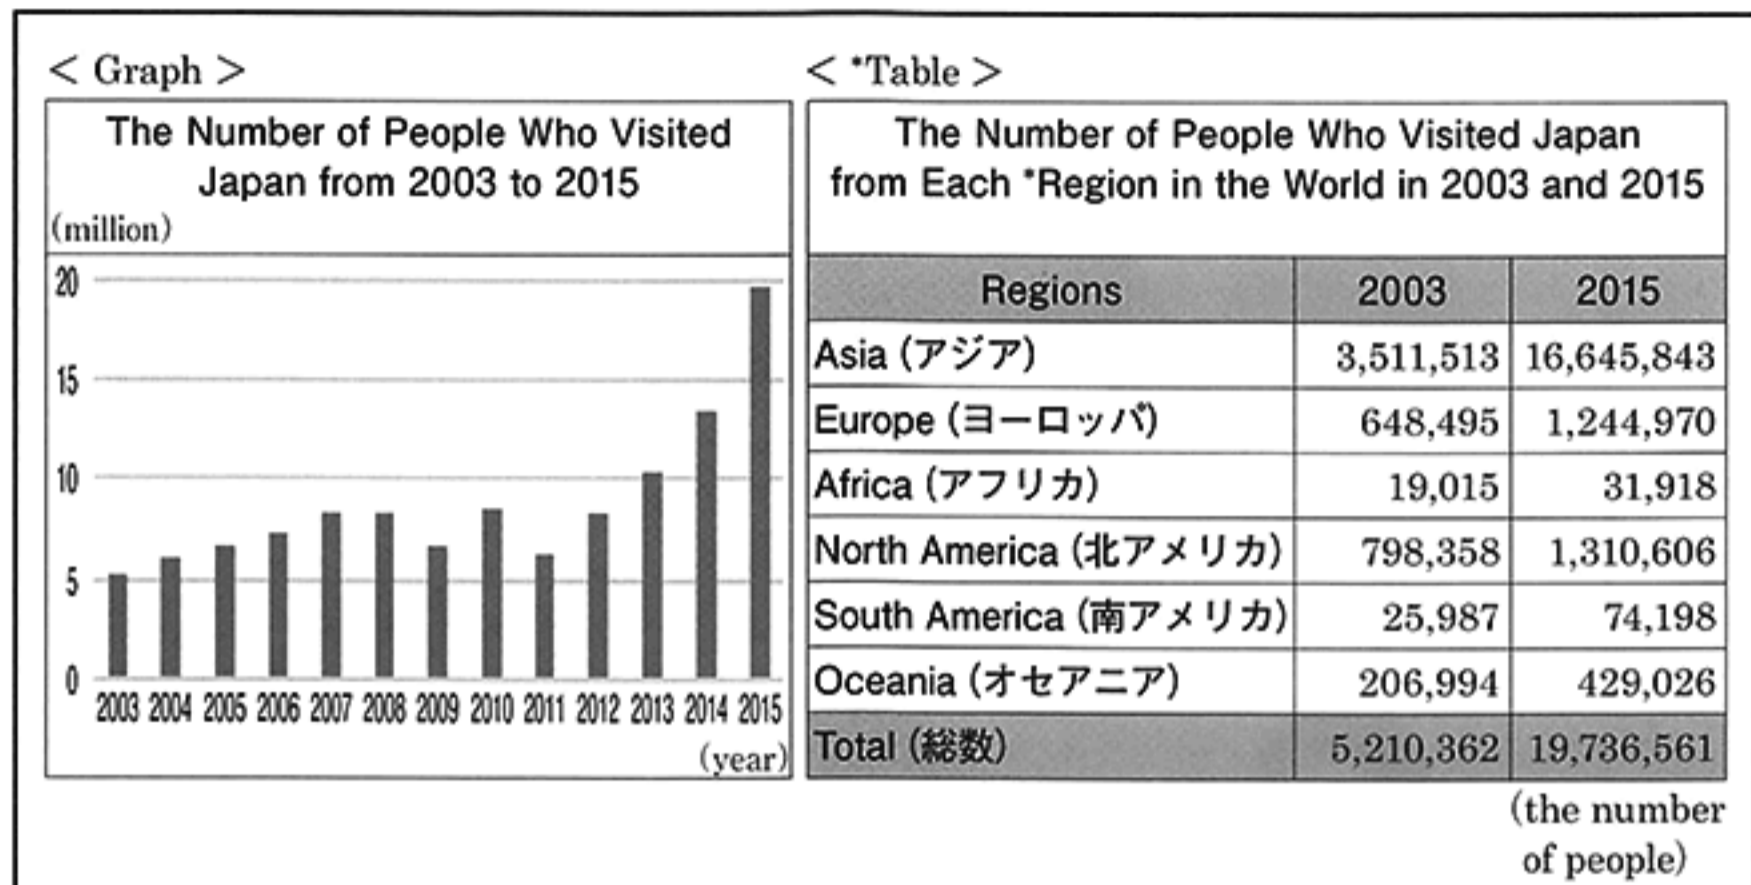 < Graph >
The Number of People Who Visited
Japan from 2003 to 2015
(million)
20
15
10
5
0
2003 2004 2005 2006 2007 2008 2009 2010 2011 2012 2013 2014 2015
(year)
< *Table >
The Number of People Who Visited Japan
from Each *Region in the World in 2003 and 2015
Regions 2003 2015
Asia (アジア) 3,511,513 16,645,843
Europe (ヨーロッパ) 648,495 1,244,970
Africa (アフリカ) 19,015 31,918
North America (北アメリカ) 798,358 1,310,606
South America (南アメリカ) 25,987 74,198
Oceania (オセアニア) 206,994 429,026
Total (総数) 5,210,362 19,736,561
(the number
of people)